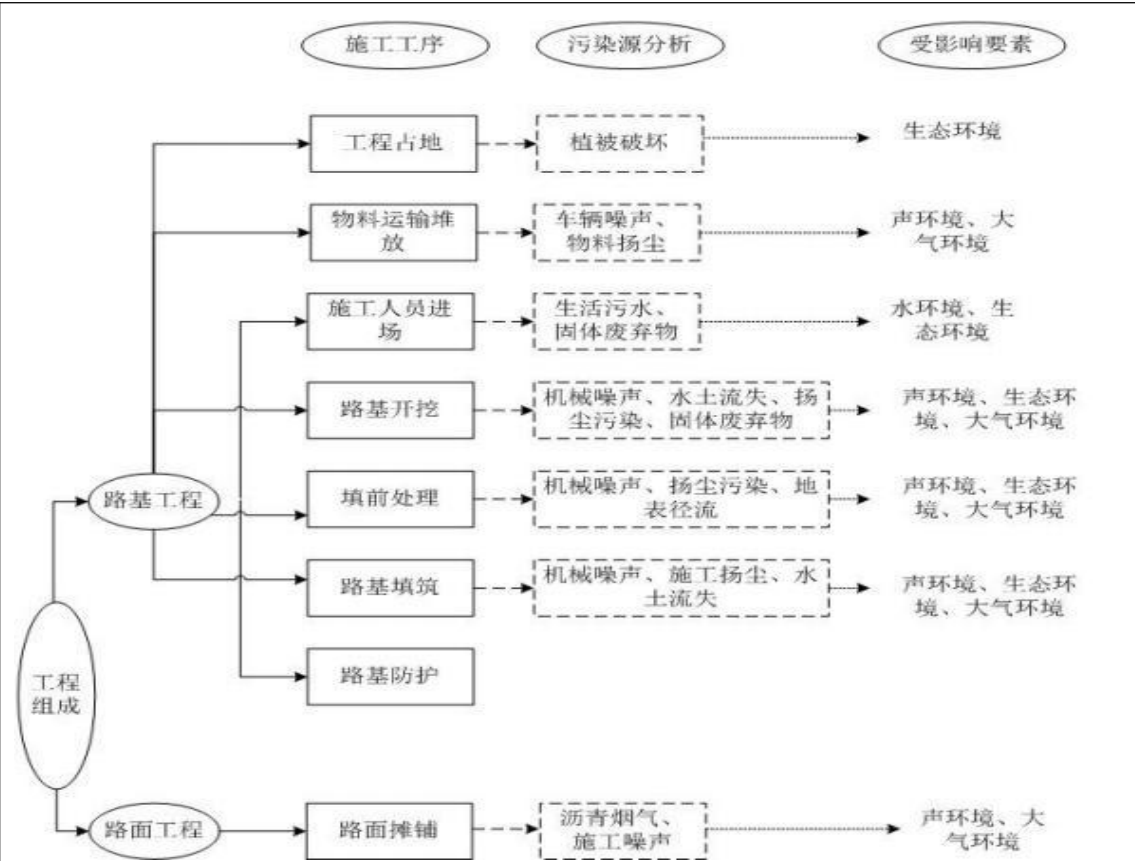 施工工序
污染源分析
受影响要素
工程占地
植被破坏
生态环境
物料运输堆
放
车辆噪声、
物料扬尘
声环境、大
气环境
施工人员进
场
生活污水、
固体废弃物
水环境、生
态环境
路基开挖
机械噪声、水土流失、扬
尘污染、固体废弃物
声环境、生态环
境、大气环境
路基工程
填前处理
机械噪声、扬尘污染、地
表径流
声环境、生态环
境、大气环境
路基填筑
机械噪声、施工扬尘、水
土流失
声环境、生态环
境、大气环境
工程
组成
路基防护
路面工程
路面摊铺
沥青烟气、
施工噪声
声环境、大
气环境